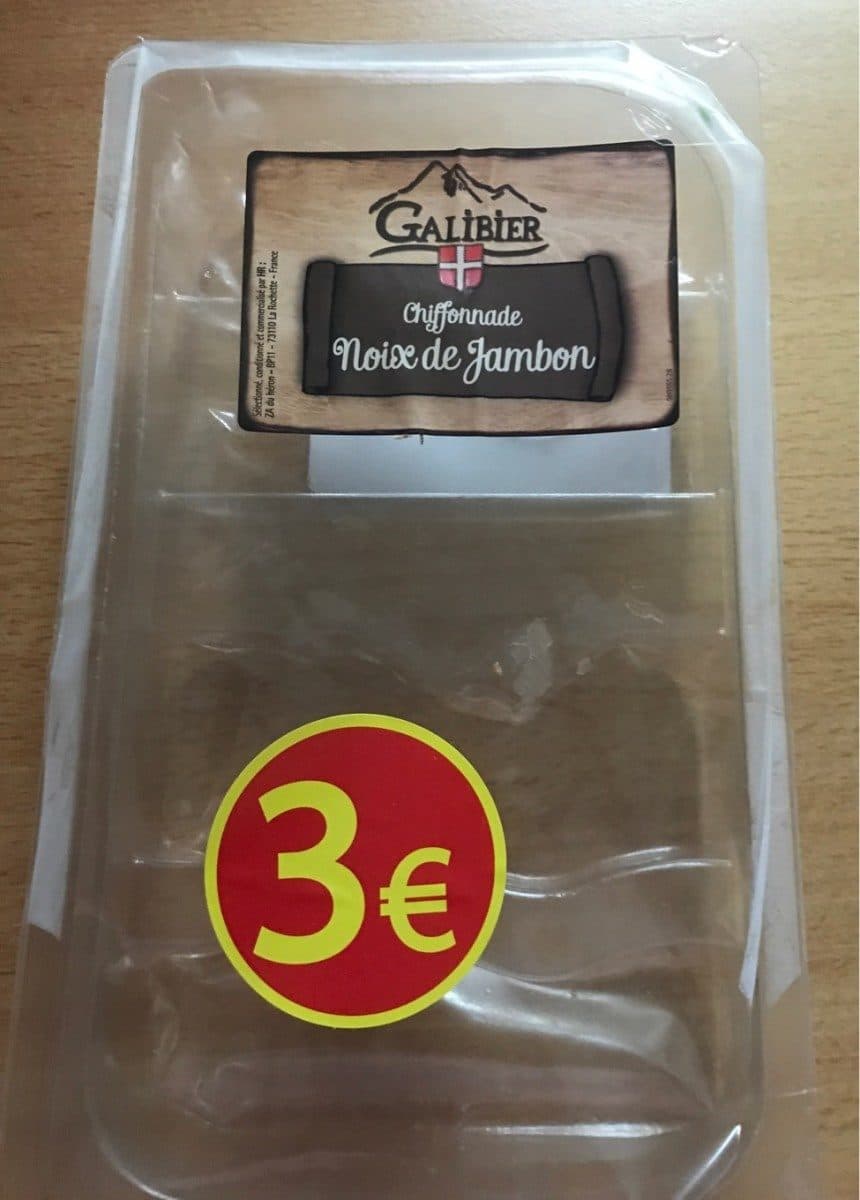 GALIBIER
Chiffonnade
Noix de Jambon
Sélectionné, conditionné et commercialisé par HR :
ZA du Héron - BP11 - 73110 La Rochette - France
3€